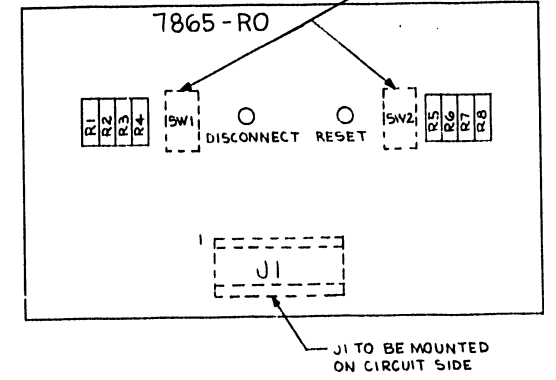 7865-RO
R1
R2
R3
R4
SW1
DISCONNECT
RESET
SW2
R5
R6
R7
R8
1
J1
J1 TO BE MOUNTED
ON CIRCUIT SIDE